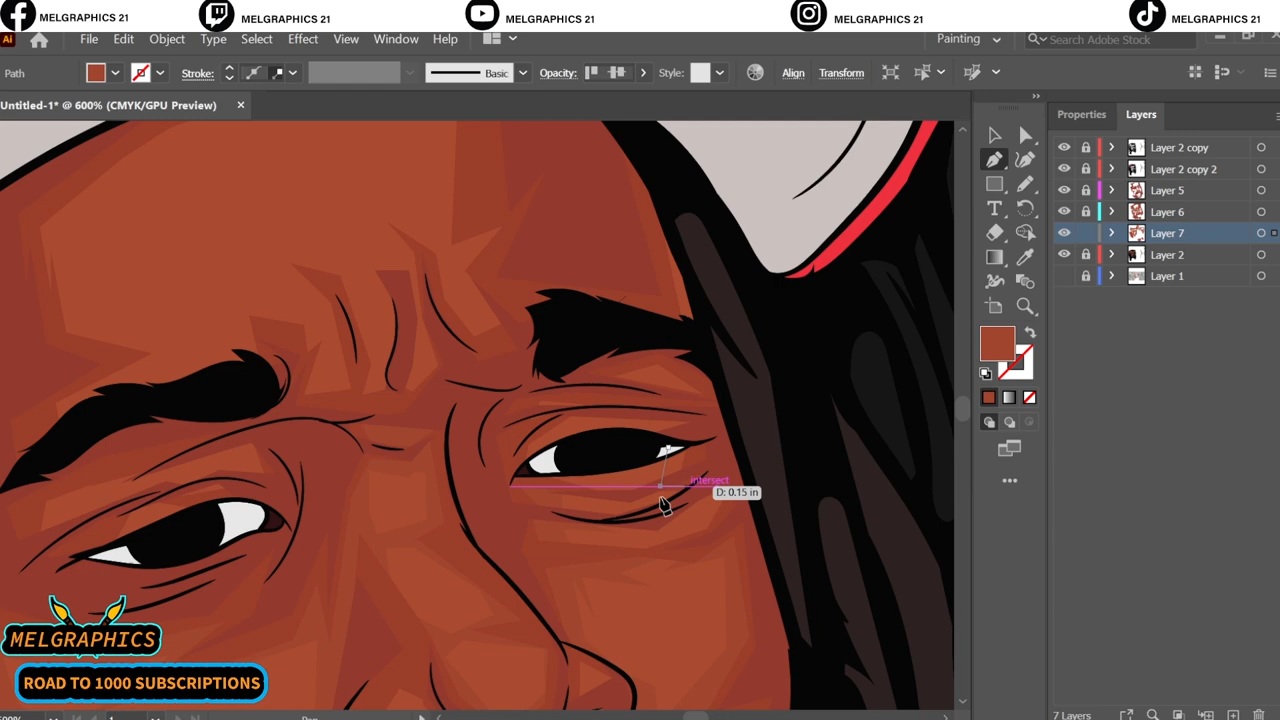 MELGRAPHICS 21 MELGRAPHICS 21 MELGRAPHICS 21 MELGRAPHICS 21 MELGRAPHICS 21
Ai File Edit Object Type Select Effect View Window Help Painting Search Adobe Stock
Path Stroke: Basic Opacity: Style: Align Transform
Untitled-1* @ 600% (CMYK/GPU Preview) ×
Properties Layers
Layer 2 copy
Layer 2 copy 2
Layer 5
Layer 6
Layer 7
Layer 2
Layer 1
intersect
D: 0.15 in
MELGRAPHICS
ROAD TO 1000 SUBSCRIPTIONS
7 Layers